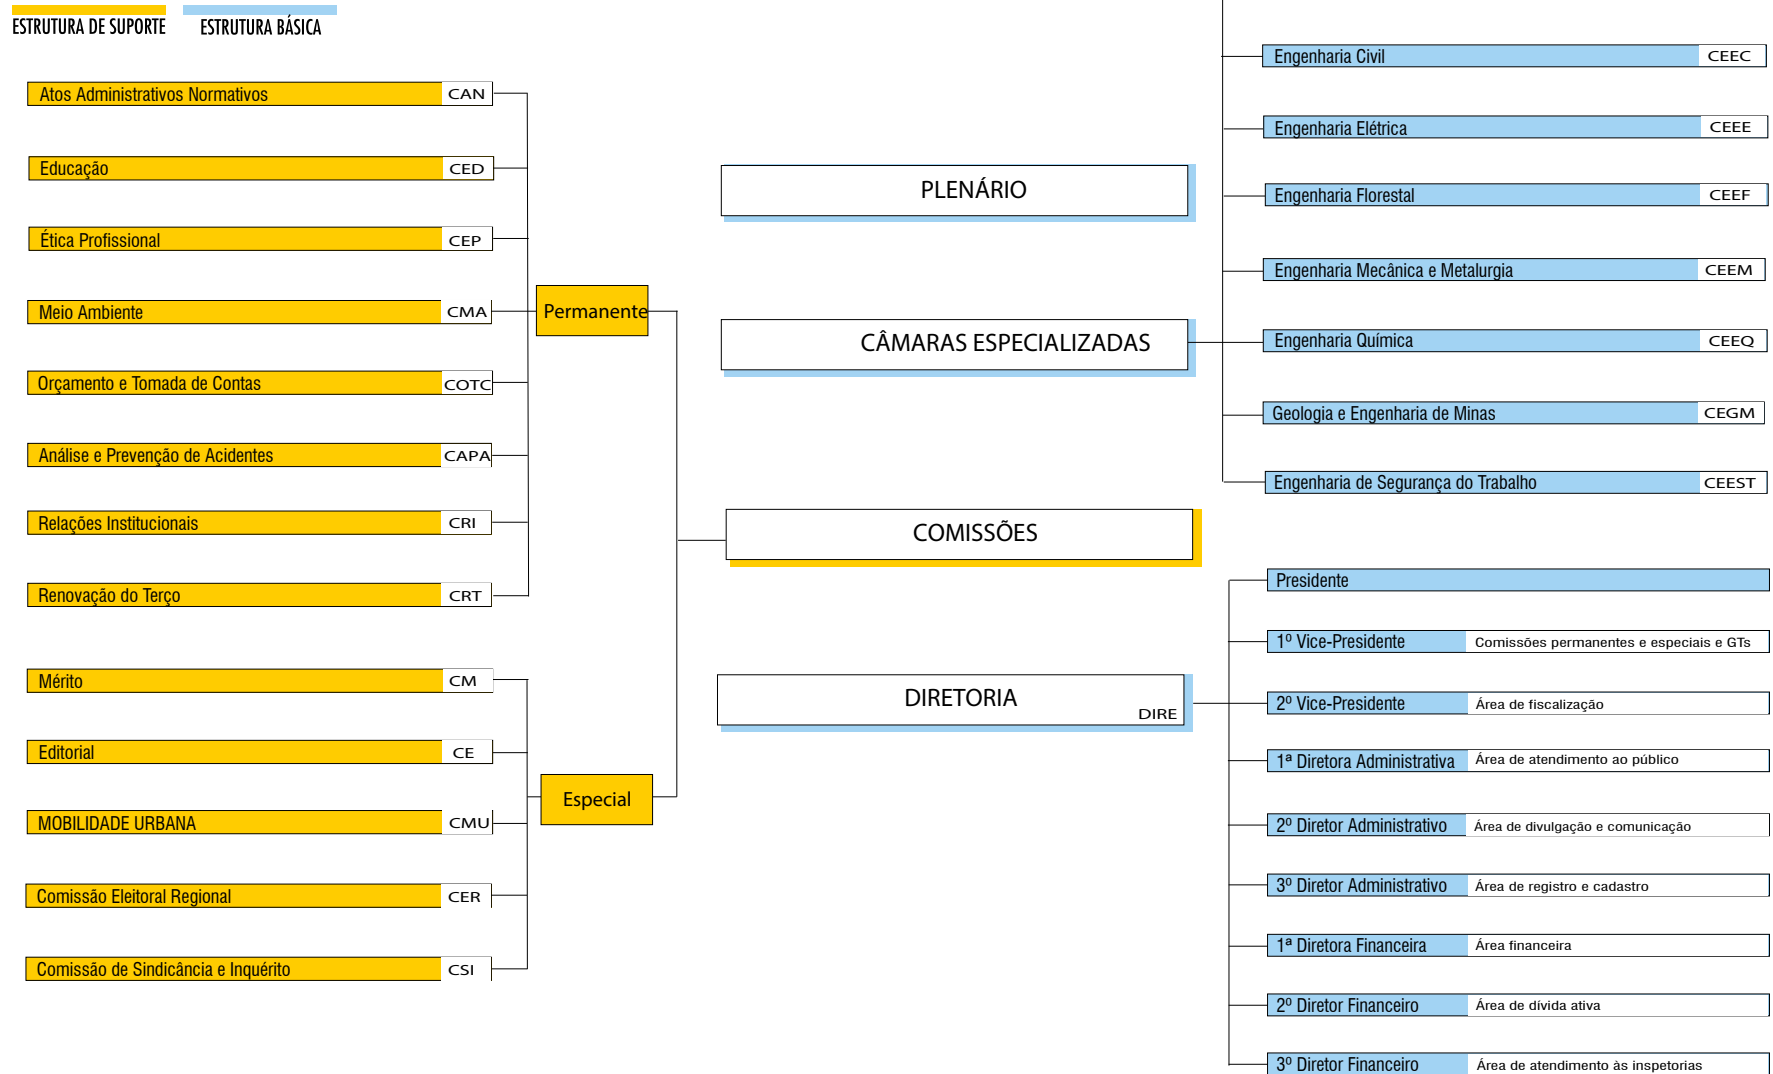 ESTRUTURA DE SUPORTE
ESTRUTURA BÁSICA
Atos Administrativos Normativos CAN
Educação CED
Ética Profissional CEP
Meio Ambiente CMA
Orçamento e Tomada de Contas COTC
Análise e Prevenção de Acidentes CAPA
Relações Institucionais CRI
Renovação do Terço CRT
Permanente
Mérito CM
Editorial CE
MOBILIDADE URBANA CMU
Comissão Eleitoral Regional CER
Comissão de Sindicância e Inquérito CSI
Especial
PLENÁRIO
CÂMARAS ESPECIALIZADAS
COMISSÕES
DIRETORIA
DIRE
Engenharia Civil CEEC
Engenharia Elétrica CEEE
Engenharia Florestal CEEF
Engenharia Mecânica e Metalurgia CEEM
Engenharia Química CEEQ
Geologia e Engenharia de Minas CEGM
Engenharia de Segurança do Trabalho CEEST
Presidente
1º Vice-Presidente Comissões permanentes e especiais e GTs
2º Vice-Presidente Área de fiscalização
1ª Diretora Administrativa Área de atendimento ao público
2º Diretor Administrativo Área de divulgação e comunicação
3º Diretor Administrativo Área de registro e cadastro
1ª Diretora Financeira Área financeira
2º Diretor Financeiro Área de dívida ativa
3º Diretor Financeiro Área de atendimento às inspetorias